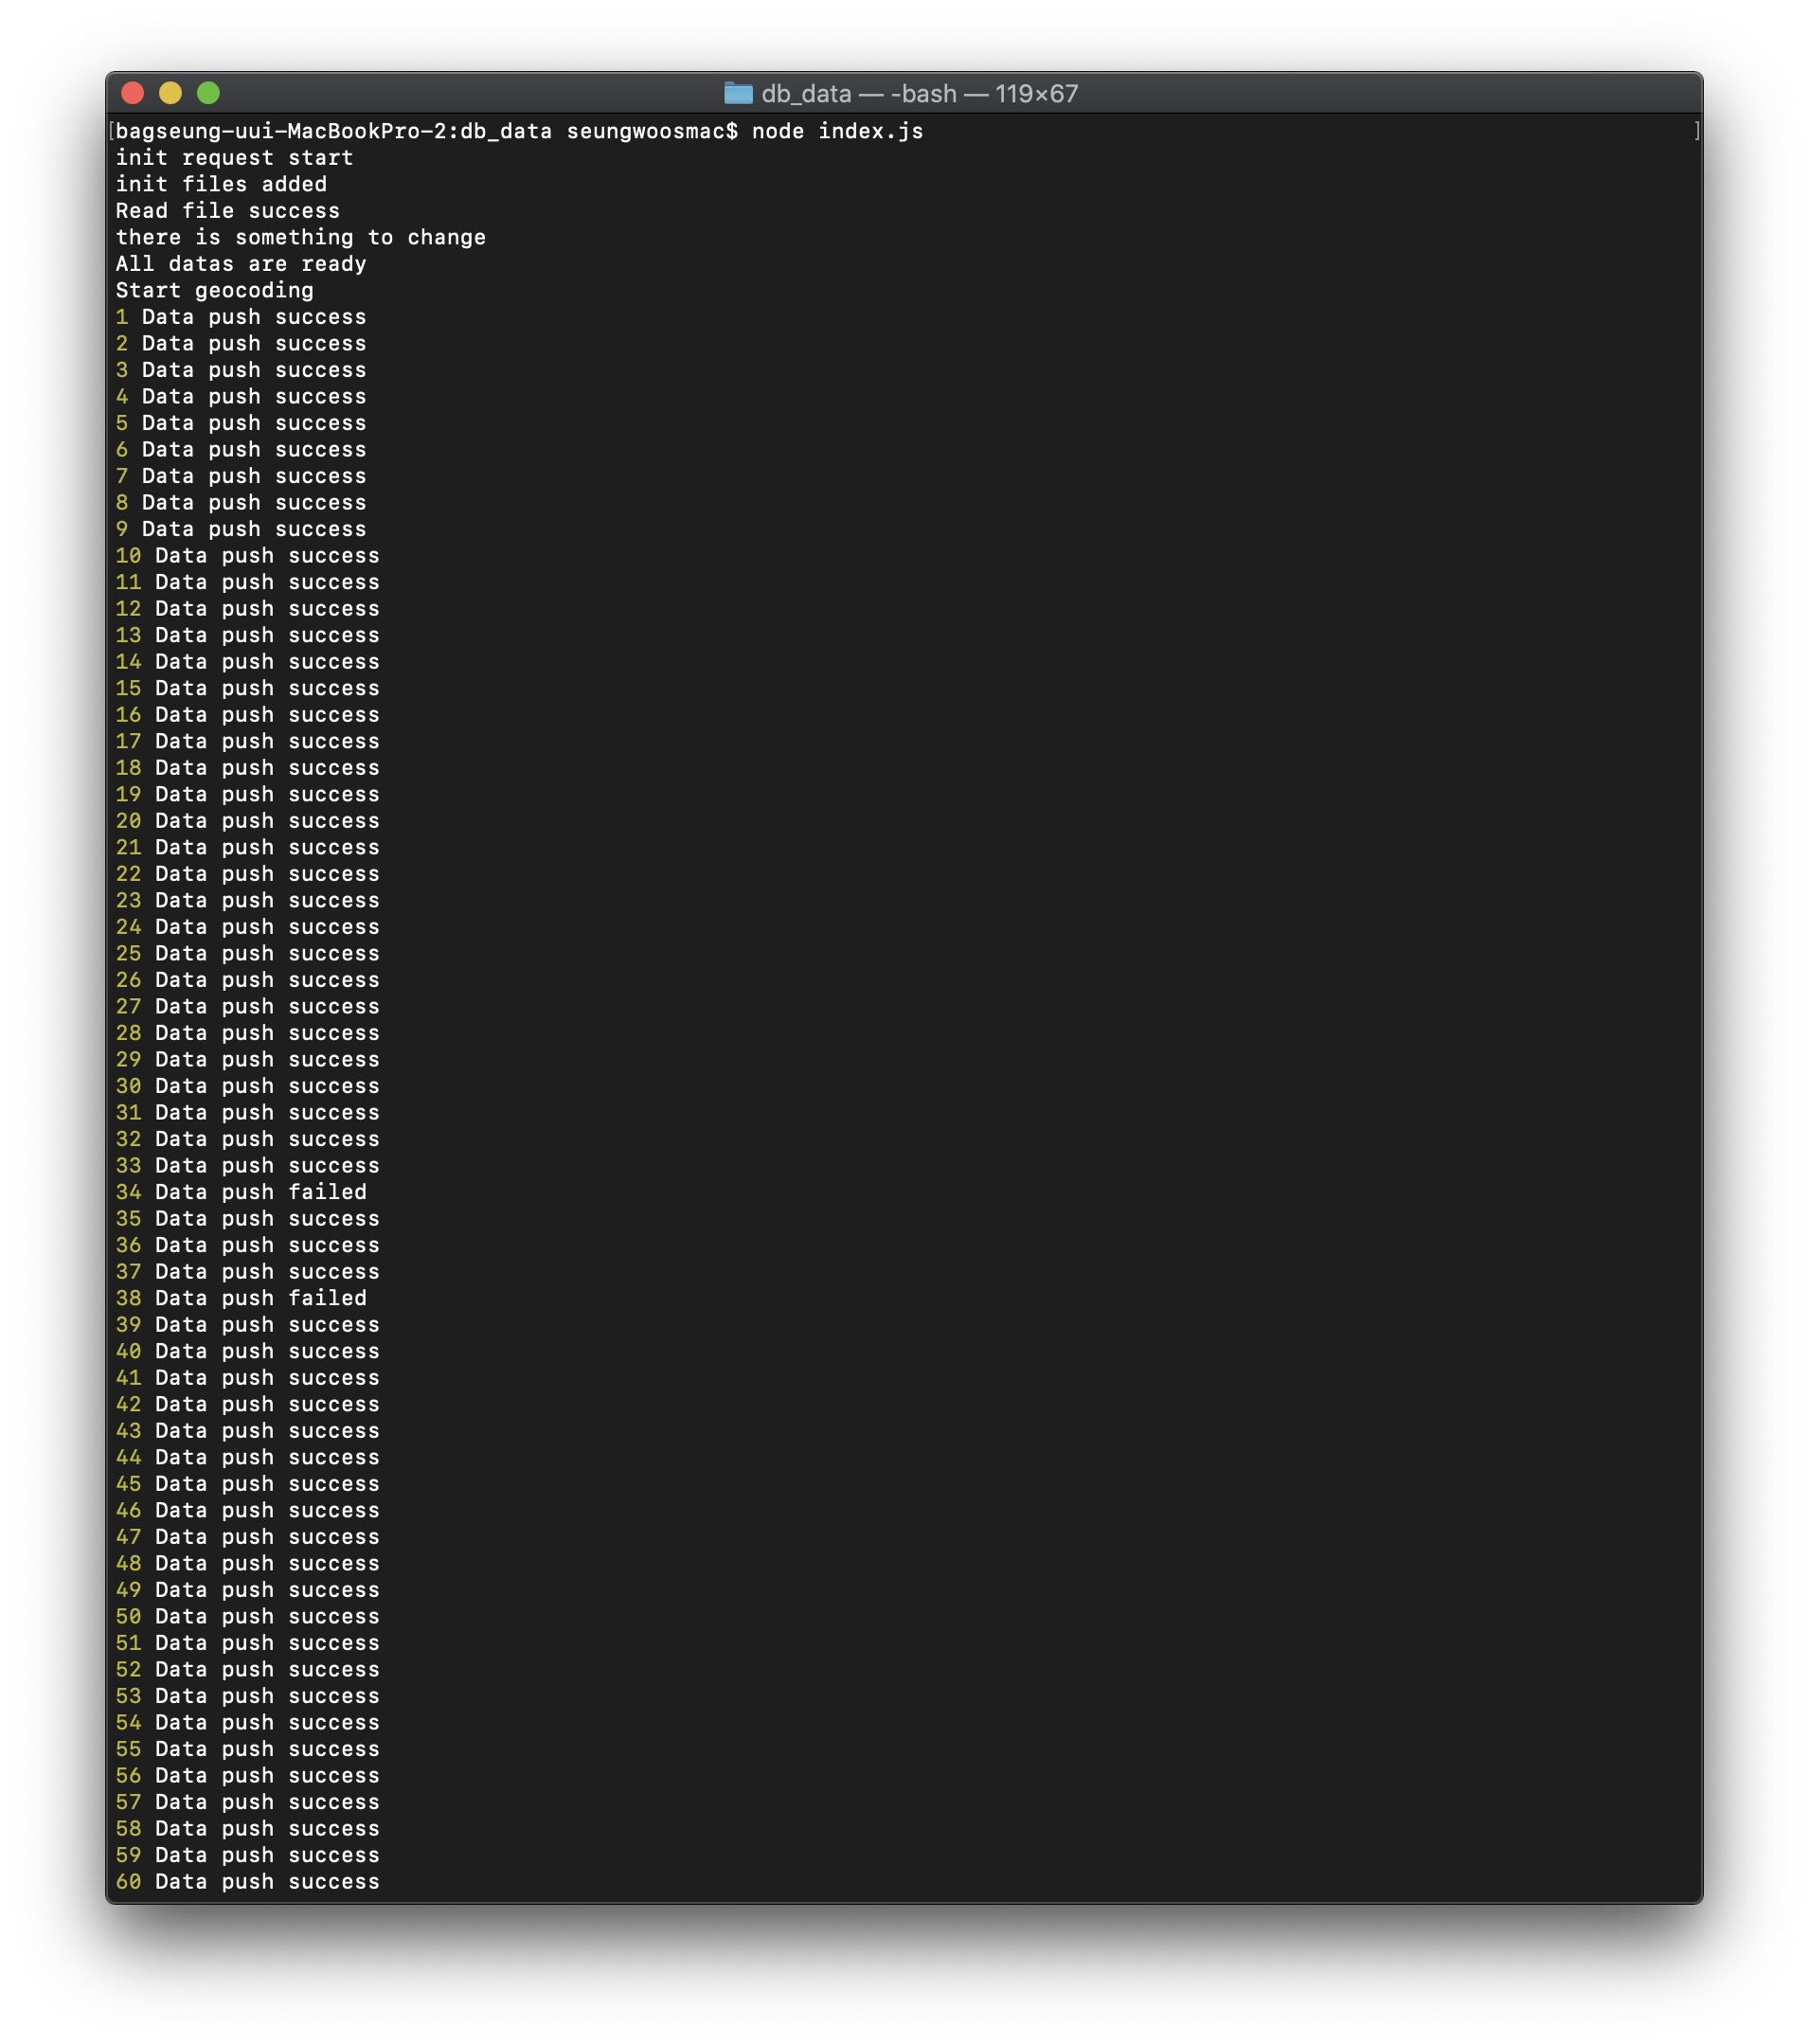 db_data — -bash — 119×67
[bagseung-uui-MacBookPro-2:db_data seungwoosmac$ node index.js ]
init request start
init files added
Read file success
there is something to change
All datas are ready
Start geocoding
1 Data push success
2 Data push success
3 Data push success
4 Data push success
5 Data push success
6 Data push success
7 Data push success
8 Data push success
9 Data push success
10 Data push success
11 Data push success
12 Data push success
13 Data push success
14 Data push success
15 Data push success
16 Data push success
17 Data push success
18 Data push success
19 Data push success
20 Data push success
21 Data push success
22 Data push success
23 Data push success
24 Data push success
25 Data push success
26 Data push success
27 Data push success
28 Data push success
29 Data push success
30 Data push success
31 Data push success
32 Data push success
33 Data push success
34 Data push failed
35 Data push success
36 Data push success
37 Data push success
38 Data push failed
39 Data push success
40 Data push success
41 Data push success
42 Data push success
43 Data push success
44 Data push success
45 Data push success
46 Data push success
47 Data push success
48 Data push success
49 Data push success
50 Data push success
51 Data push success
52 Data push success
53 Data push success
54 Data push success
55 Data push success
56 Data push success
57 Data push success
58 Data push success
59 Data push success
60 Data push success